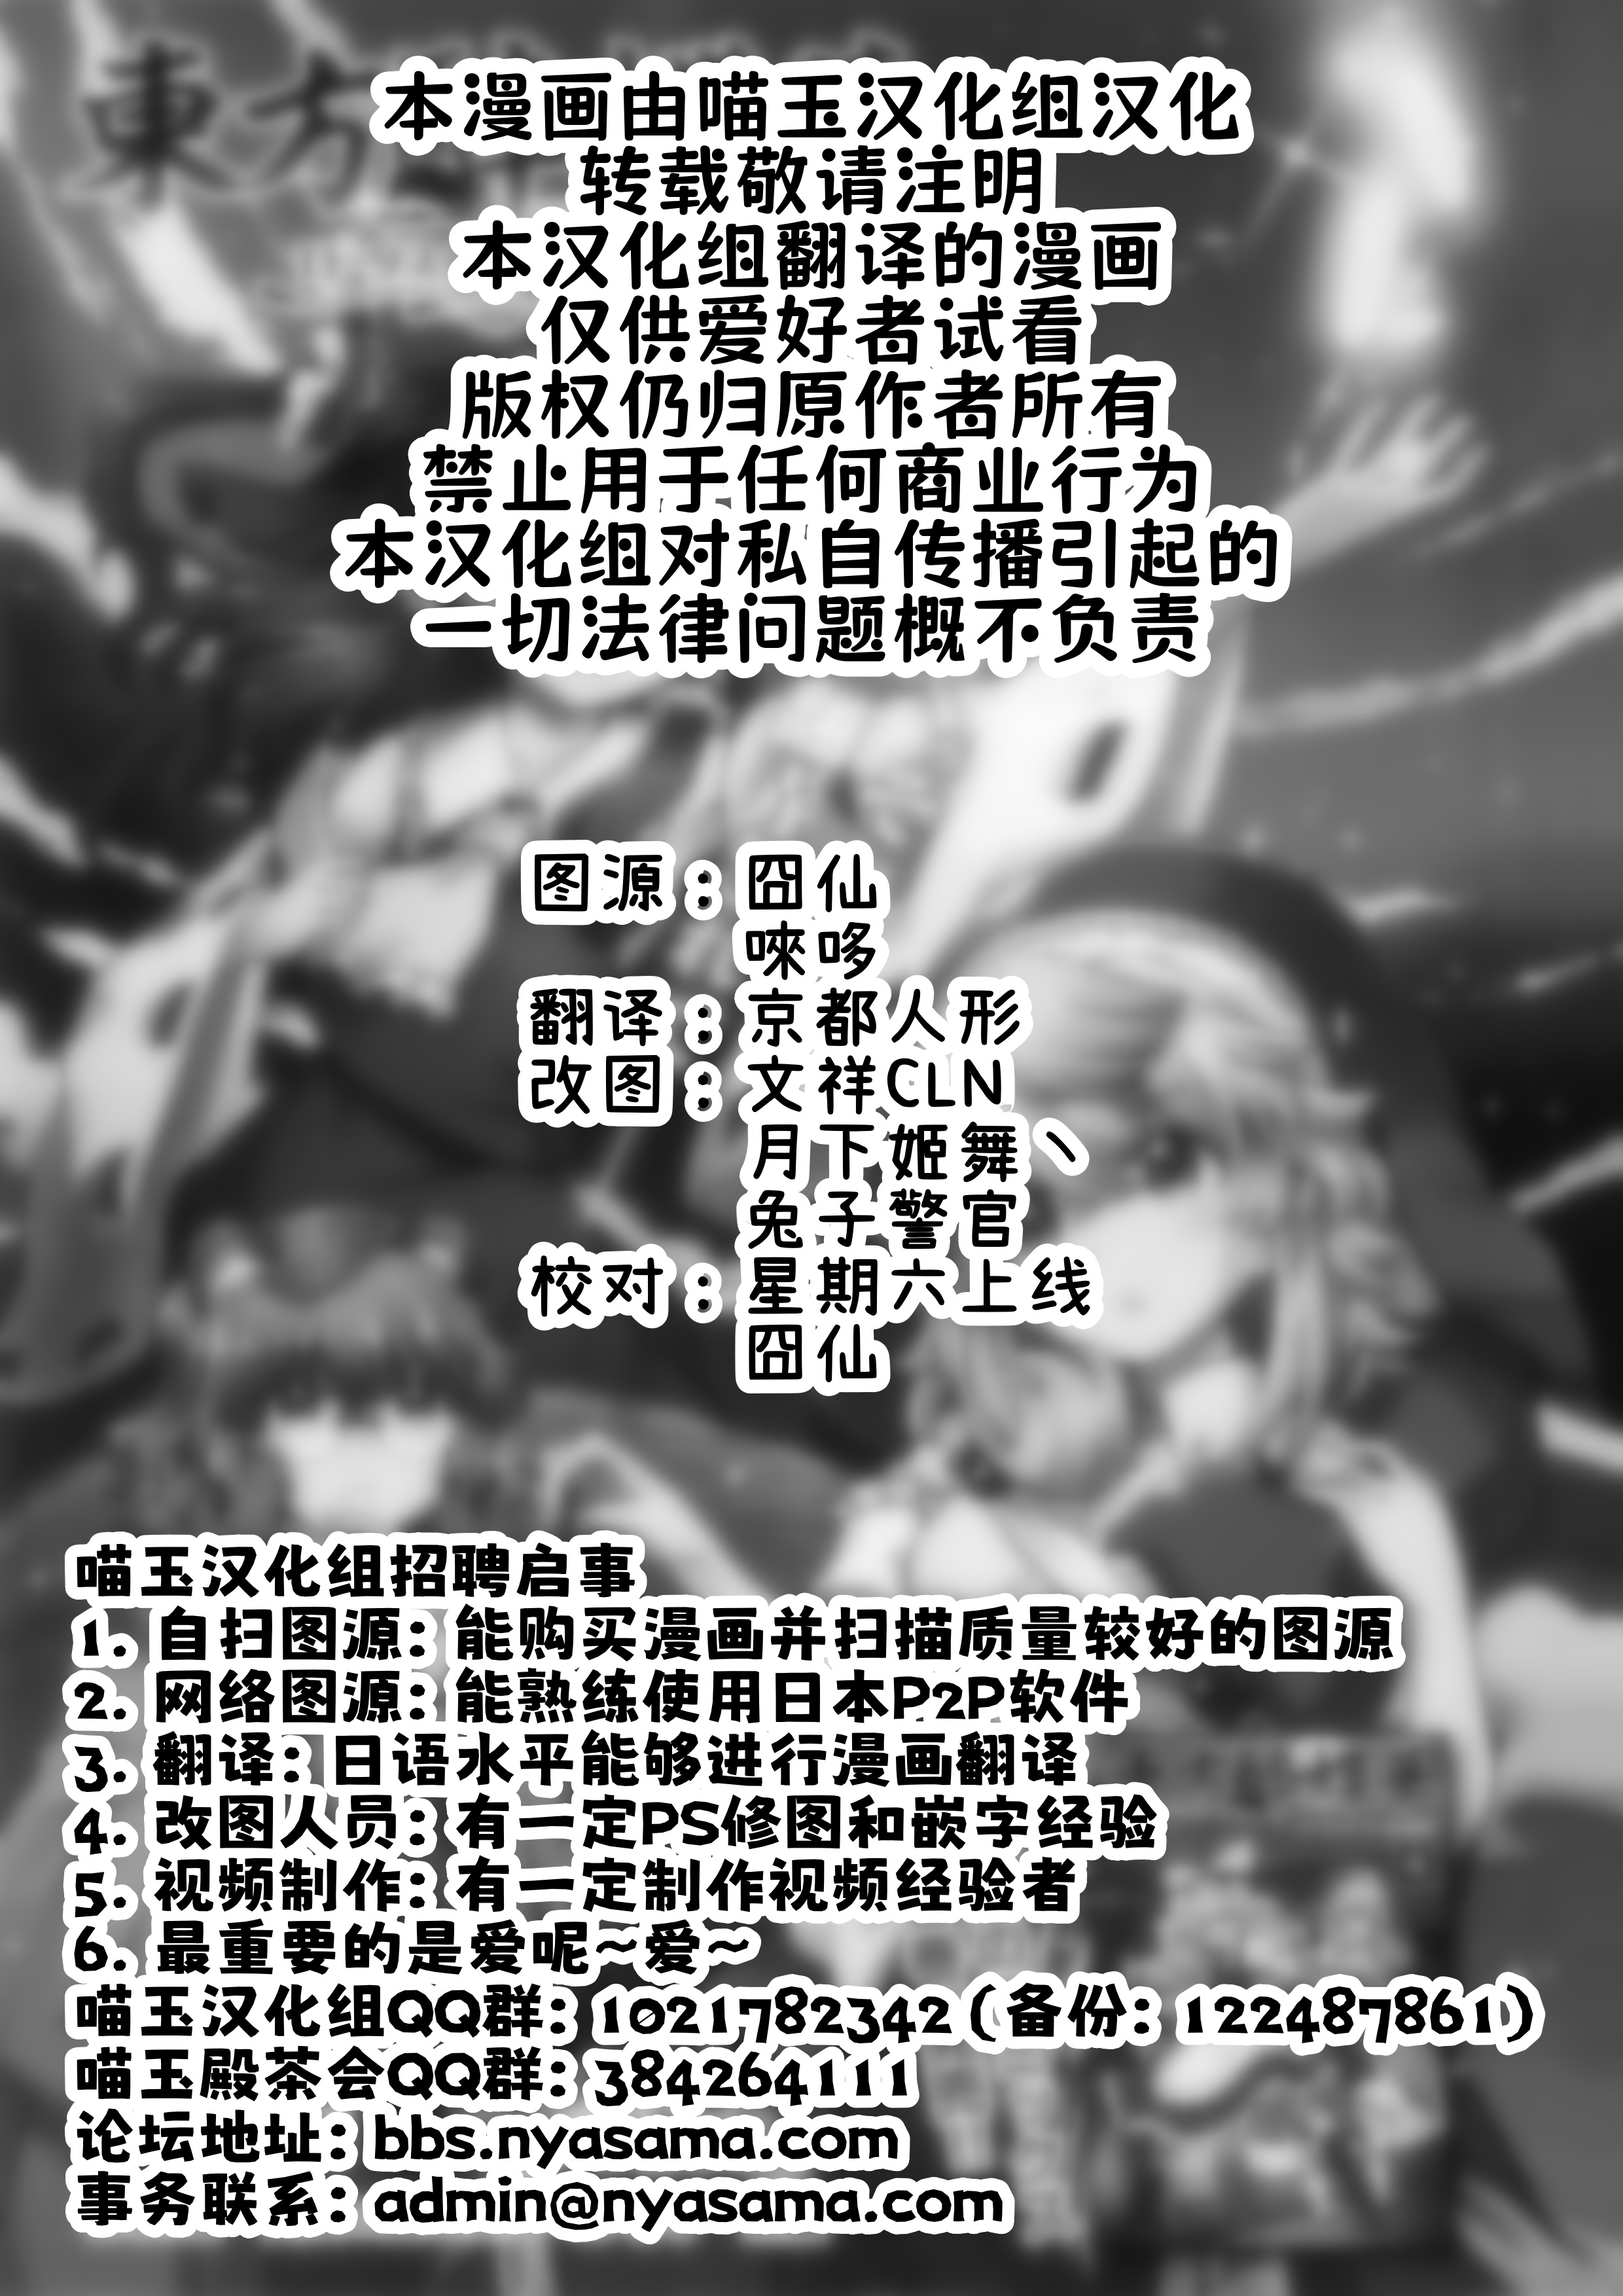 東方
本漫画由喵玉汉化组汉化
转载敬请注明
本汉化组翻译的漫画
仅供爱好者试看
版权仍归原作者所有
禁止用于任何商业行为
本汉化组对私自传播引起的
一切法律问题概不负责
图源：囧仙
唻哆
翻译：京都人形
改图：文祥CLN
月下姬舞丶
兔子警官
校对：星期六上线
囧仙
喵玉汉化组招聘启事
1. 自扫图源：能购买漫画并扫描质量较好的图源
2. 网络图源：能熟练使用日本P2P软件
3. 翻译：日语水平能够进行漫画翻译
4. 改图人员：有一定PS修图和嵌字经验
5. 视频制作：有一定制作视频经验者
6. 最重要的是爱呢~爱~
喵玉汉化组QQ群：1021782342（备份：122487861）
喵玉殿茶会QQ群：384264111
论坛地址：bbs.nyasama.com
事务联系：admin@nyasama.com